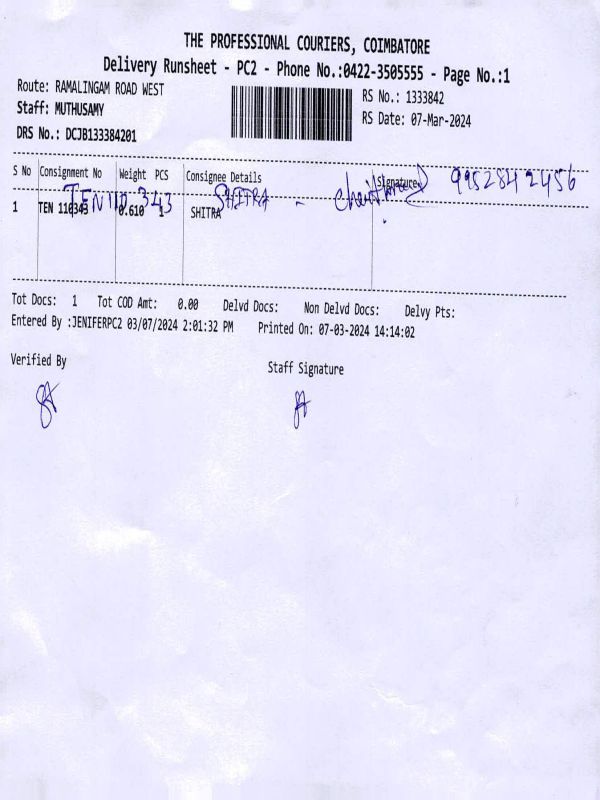 THE PROFESSIONAL COURIERS, COIMBATORE
Delivery Runsheet - PC2 - Phone No.:0422-3505555 - Page No.:1
Route: RAMALINGAM ROAD WEST
RS No.: 1333842
Staff: MUTHUSAMY
RS Date: 07-Mar-2024
DRS No.: DCJB133384201
S No Consignment No Weight PCS Consignee Details Signature
TEN 110 343 SHITRA - 9952842456
1 TEN 110343 0.610 1 SHITRA
Tot Docs: 1 Tot COD Amt: 0.00 Delvd Docs: Non Delvd Docs: Delvy Pts:
Entered By :JENIFERPC2 03/07/2024 2:01:32 PM Printed On: 07-03-2024 14:14:02
Verified By
Staff Signature